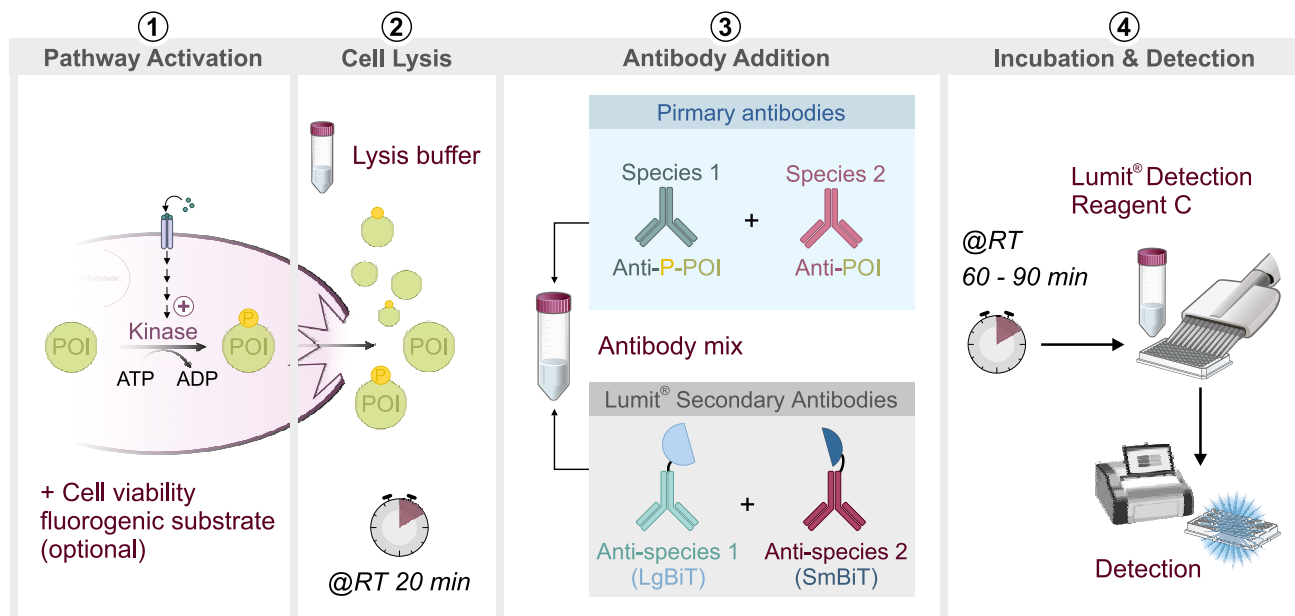 1
Pathway Activation
2
Cell Lysis
3
Antibody Addition
4
Incubation & Detection
POI
Kinase
+
ATP
ADP
P
POI
+ Cell viability
fluorogenic substrate
(optional)
Lysis buffer
POI
P
POI
@RT 20 min
Pirmary antibodies
Species 1
+
Species 2
Anti-P-POI
Anti-POI
Antibody mix
Lumit® Secondary Antibodies
+
Anti-species 1
(LgBiT)
Anti-species 2
(SmBiT)
Lumit® Detection
Reagent C
@RT
60 - 90 min
Detection